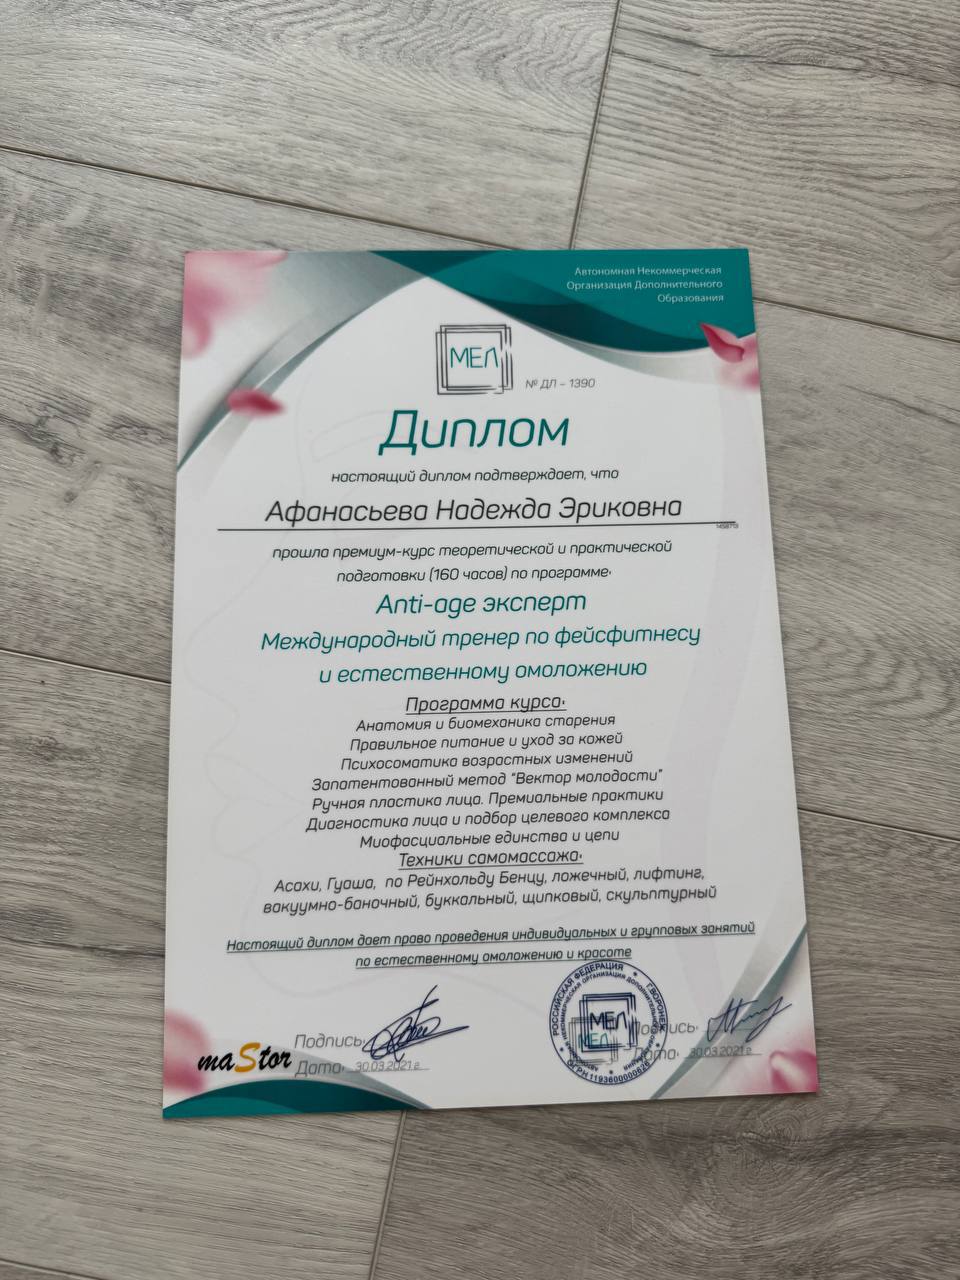 Автономная Некоммерческая
Организация Дополнительного
Образования
МЕЛ
№ ДЛ – 1390
Диплом
настоящий диплом подтверждает, что
Афанасьева Надежда Эриковна
прошла премиум-курс теоретической и практической
подготовки (160 часов) по программе:
Anti-age эксперт
Международный тренер по фейсфитнесу
и естественному омоложению
Программа курса:
Анатомия и биомеханика старения
Правильное питание и уход за кожей
Психосоматика возрастных изменений
Запатентованный метод "Вектор молодости"
Ручная пластика лица. Премиальные практики
Диагностика лица и подбор целевого комплекса
Миофасциальные единства и цепи
Техники самомассажа:
Асахи, Гуаша, по Рейнхольду Бенцу, ложечный, лифтинг,
вакуумно-баночный, буккальный, щипковый, скульптурный
Настоящий диплом дает право проведения индивидуальных и групповых занятий
по естественному омоложению и красоте
РОССИЙСКАЯ ФЕДЕРАЦИЯ * Г.ВОРОНЕЖ
МЕЛ
МЕЛ
Подпись:
Подпись:
maStor
Дата: 30.03.2021 г.
Дата: 30.03.2021 г.